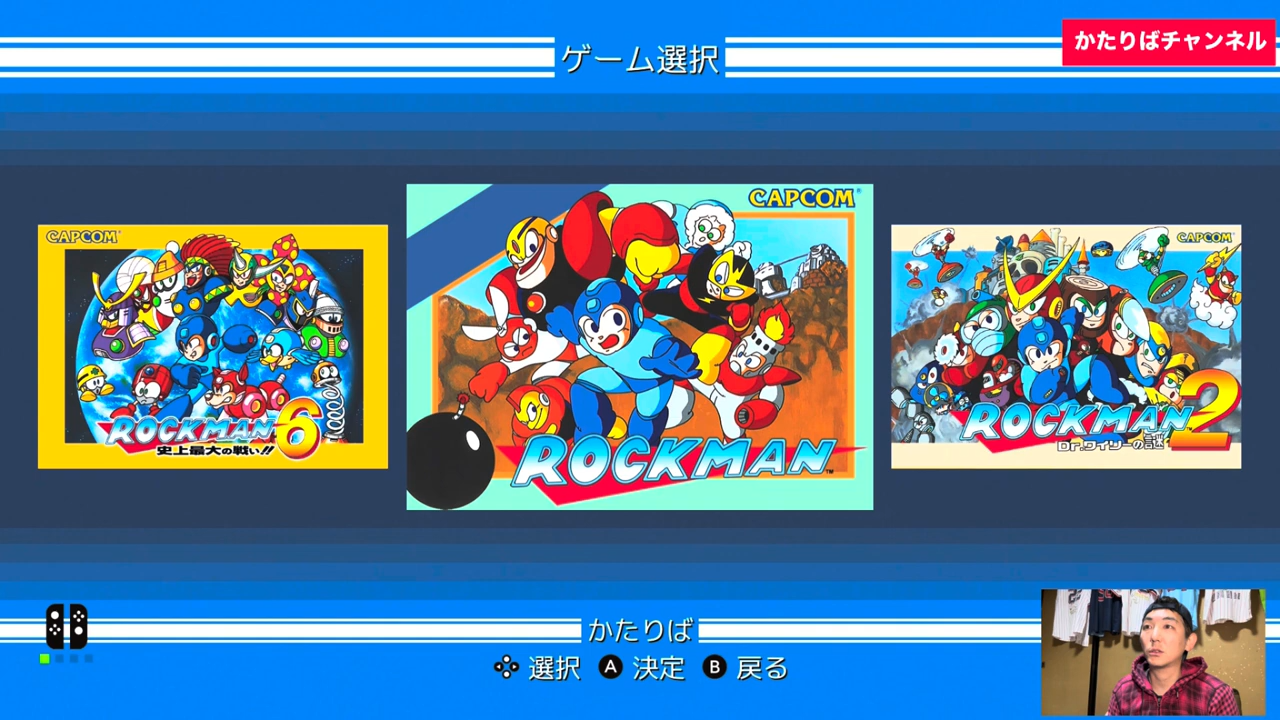 ゲーム選択
かたりばチャンネル
CAPCOM
ROCKMAN 6
史上最大の戦い!!
CAPCOM
ROCKMAN
TM
CAPCOM
ROCKMAN 2
Dr.ワイリーの謎
かたりば
選択 A 決定 B 戻る